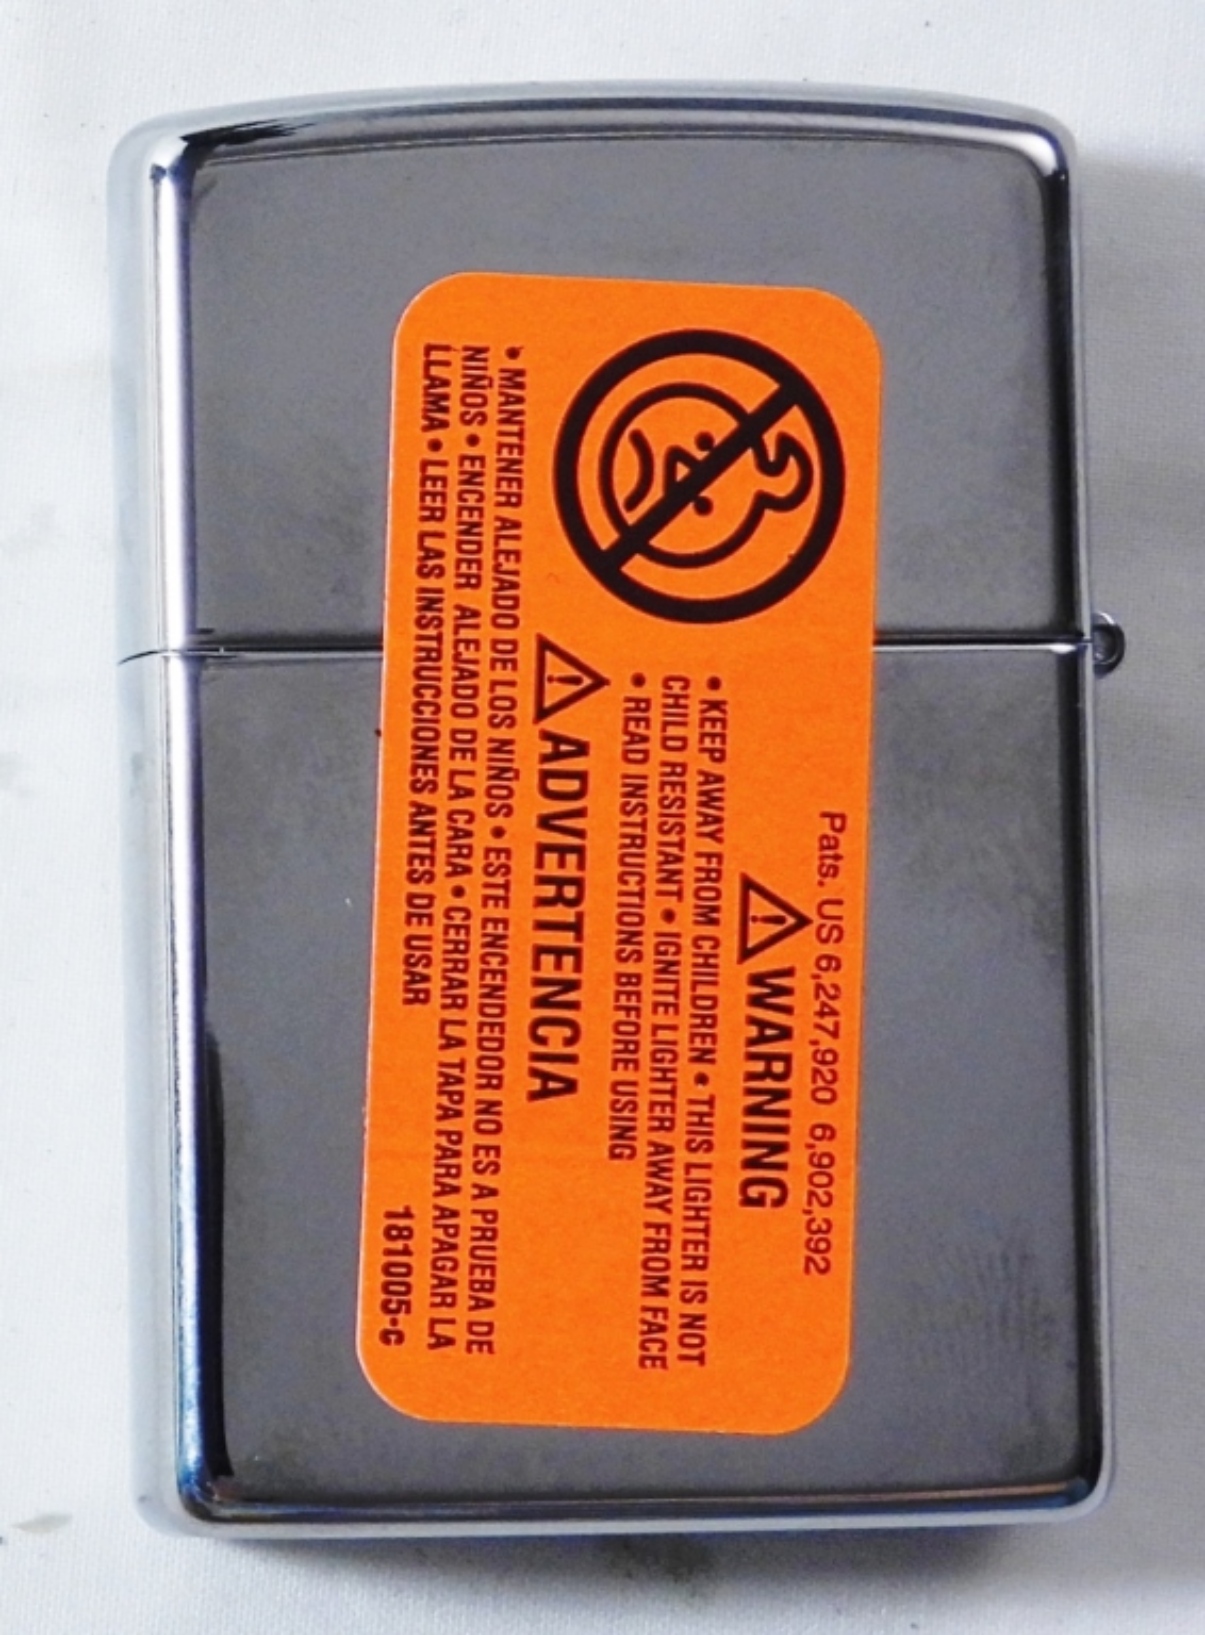 Pats. US 6,247,920 6,902,392
WARNING
• KEEP AWAY FROM CHILDREN • THIS LIGHTER IS NOT
CHILD RESISTANT • IGNITE LIGHTER AWAY FROM FACE
• READ INSTRUCTIONS BEFORE USING
ADVERTENCIA
• MANTENER ALEJADO DE LOS NIÑOS • ESTE ENCENDEDOR NO ES A PRUEBA DE
NIÑOS • ENCENDER ALEJADO DE LA CARA • CERRAR LA TAPA PARA APAGAR LA
LLAMA • LEER LAS INSTRUCCIONES ANTES DE USAR
181005-c